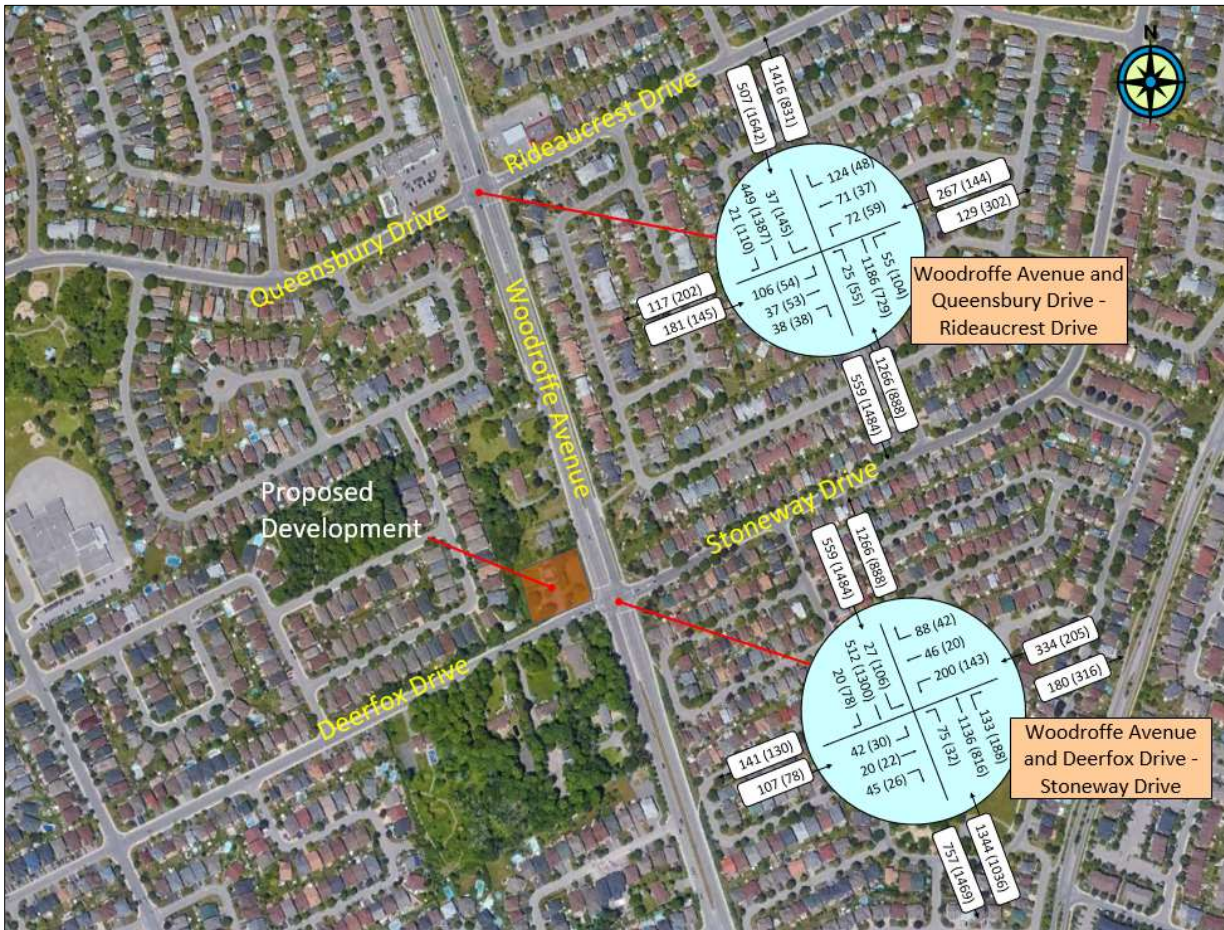 N
Rideaucrest Drive
Queensbury Drive
Woodroffe Avenue
Stoneway Drive
Deerfox Drive
Proposed
Development
507 (1642)
1416 (831)
124 (48)
71 (37)
72 (59)
37 (145)
449 (1387)
21 (110)
267 (144)
129 (302)
106 (54)
37 (53)
38 (38)
25 (55)
1186 (729)
55 (104)
117 (202)
181 (145)
559 (1484)
1266 (888)
Woodroffe Avenue and
Queensbury Drive -
Rideaucrest Drive
559 (1484)
1266 (888)
88 (42)
46 (20)
200 (143)
27 (106)
512 (1300)
20 (78)
334 (205)
180 (316)
42 (30)
20 (22)
45 (26)
75 (32)
1136 (816)
133 (188)
141 (130)
107 (78)
757 (1469)
1344 (1036)
Woodroffe Avenue
and Deerfox Drive -
Stoneway Drive